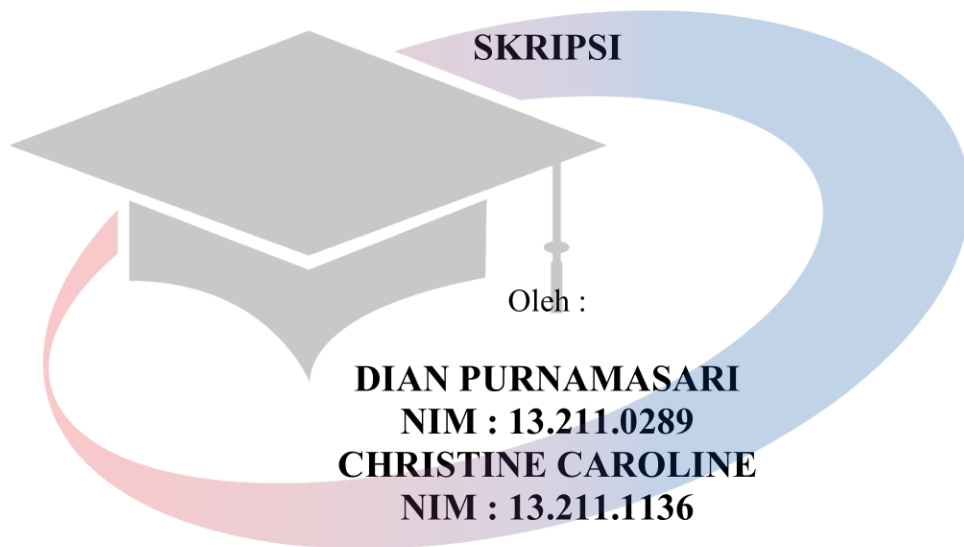 SKRIPSI
Oleh :
DIAN PURNAMASARI
NIM : 13.211.0289
CHRISTINE CAROLINE
NIM : 13.211.1136